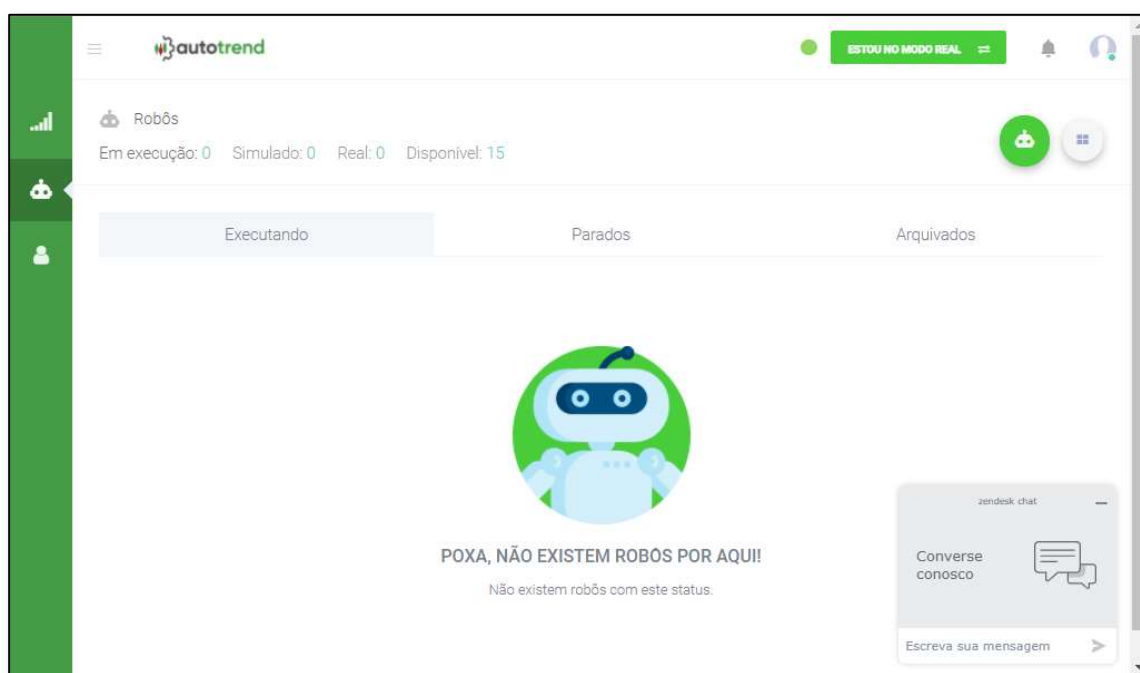 autotrend
ESTOU NO MODO REAL
Robôs
Em execução: 0 Simulado: 0 Real: 0 Disponível: 15
Executando Parados Arquivados
POXA, NÃO EXISTEM ROBÔS POR AQUI!
Não existem robôs com este status.
zendesk chat
Converse
conosco
Escreva sua mensagem